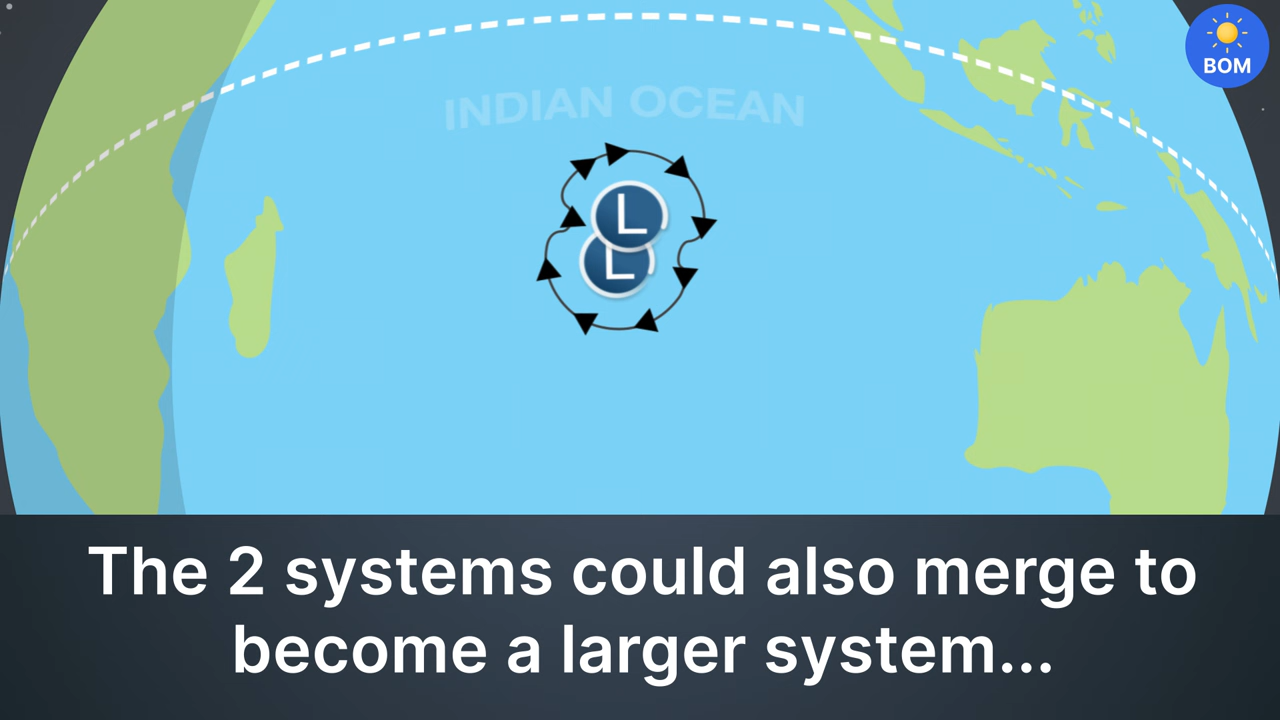 BOM
INDIAN OCEAN
L
L
The 2 systems could also merge to
become a larger system...